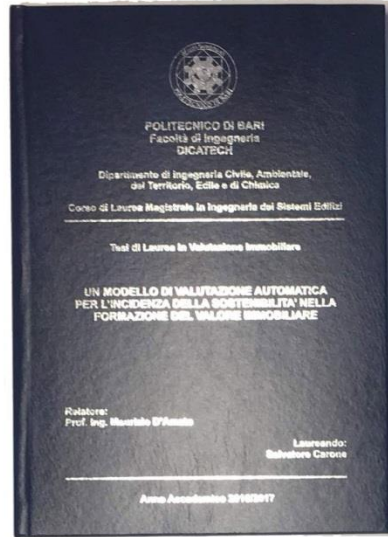 POLITECNICO DI BARI
Facoltà di Ingegneria
DICATECH
Dipartimento di Ingegneria Civile, Ambientale,
del Territorio, Edile e di Chimica
Corso di Laurea Magistrale in Ingegneria dei Sistemi Edilizi
Tesi di Laurea in Valutazione Immobiliare
UN MODELLO DI VALUTAZIONE AUTOMATICA
PER L'INCIDENZA DELLA SOSTENIBILITA' NELLA
FORMAZIONE DEL VALORE IMMOBILIARE
Relatore:
Prof. Ing. Maurizio D'Amato
Laureando:
Salvatore Carone
Anno Accademico 2016/2017